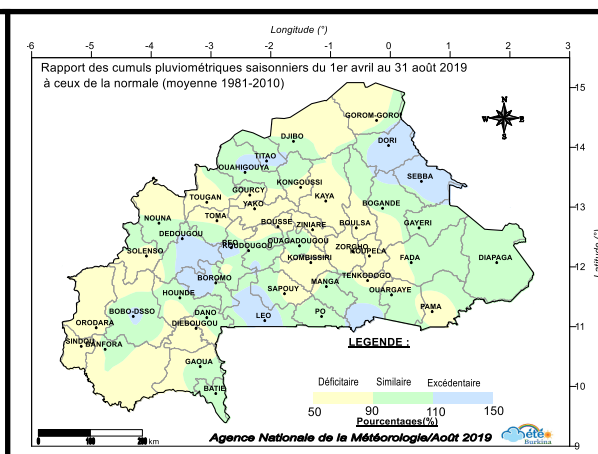 Longitude (°)
-6 -5 -4 -3 -2 -1 0 1 2 3
Rapport des cumuls pluviométriques saisonniers du 1er avril au 31 août 2019
à ceux de la normale (moyenne 1981-2010)
15
GOROM-GOROM
N
W E
S
DJIBO
DORI
14
TITAO
OUAHIGOUYA
SEBBA
KONGOUSSI
GOURCY
TOUGAN
KAYA
YAKO
BOGANDE
13
NOUNA
TOMA
BOUSSE
ZINIARE
BOULSA
GAYERI
DEDOUGOU
REO
KOUDOUGOU
OUAGADOUGOU
ZORGHO
KOUPELA
SOLENSO
KOMBISSIRI
FADA
DIAPAGA
12
BOROMO
TENKODOGO
MANGA
HOUNDE
SAPOUY
OUARGAYE
BOBO-DSSO
DANO
LEO
PO
PAMA
ORODARA
DIEBOUGOU
11
SINDOU
BANFORA
LEGENDE :
GAOUA
BATIE
Déficitaire Similaire Excédentaire
10
50 90 110 150
Pourcentages(%)
0 100 200 km
Agence Nationale de la Météorologie/Août 2019
Météo
Burkina
9
Latitude (°)